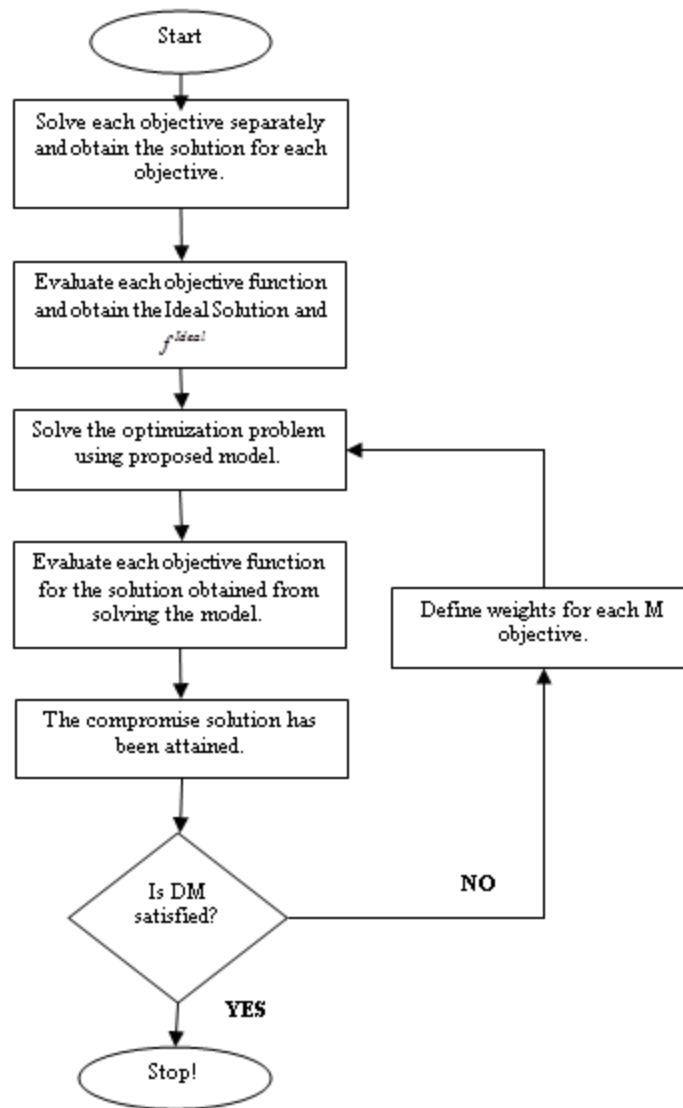 Start
Solve each objective separately
and obtain the solution for each
objective.
Evaluate each objective function
and obtain the Ideal Solution and
f^Ideal
Solve the optimization problem
using proposed model.
Evaluate each objective function
for the solution obtained from
solving the model.
Define weights for each M
objective.
The compromise solution has
been attained.
Is DM
satisfied?
NO
YES
Stop!